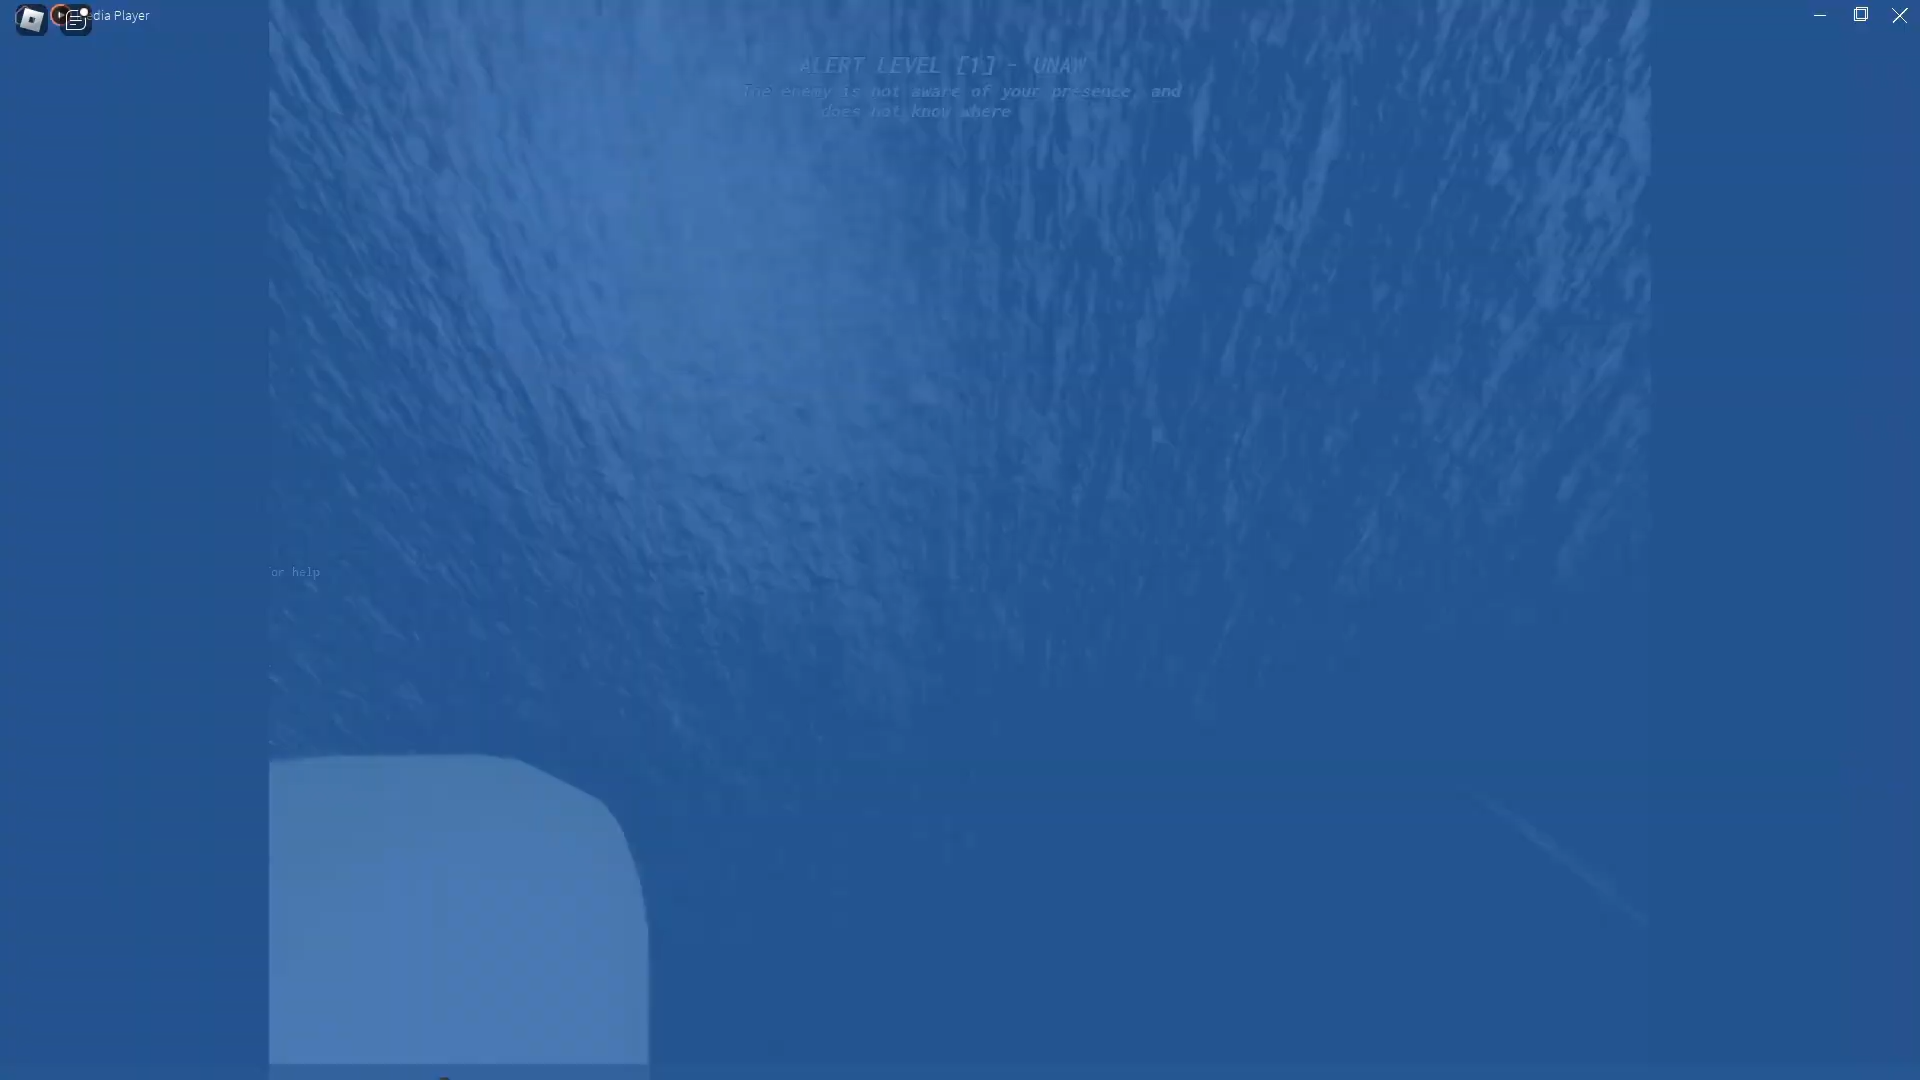 dia Player
ALERT LEVEL [1] - UNAW
The enemy is not aware of your presence, and
does not know where
or help